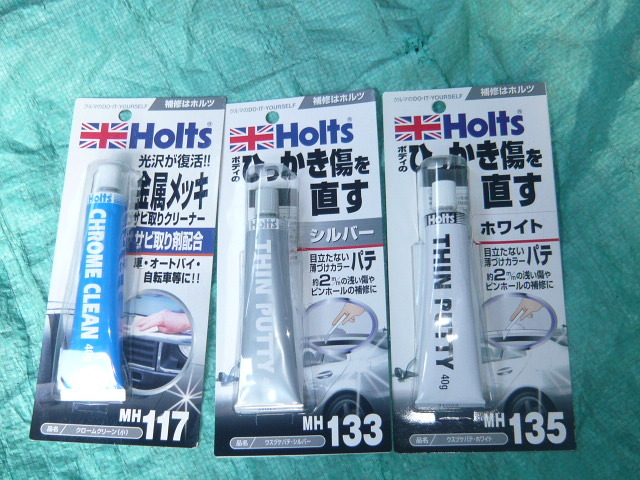 補修はホルツ
Holts
光沢が復活!!
金属メッキ
サビ取りクリーナー
サビ取り剤配合
車・オートバイ・
自転車等に!!
CHROME CLEAN
MH 117
品名
クロームクリーン(小)
クルマのDO-IT-YOURSELF
補修はホルツ
Holts
ボディの
ひっかき傷を
直す
シルバー
目立たない
薄づけカラーパテ
約2m/mの浅い傷や
ピンホールの補修に
Holts
THIN PUTTY
MH 133
品名
ウスヅケパテ・シルバー
クルマのDO-IT-YOURSELF
補修はホルツ
Holts
ボディの
ひっかき傷を
直す
ホワイト
目立たない
薄づけカラーパテ
約2m/mの浅い傷や
ピンホールの補修に
Holts
THIN PUTTY
40g
MH 135
品名
ウスヅケパテ・ホワイト